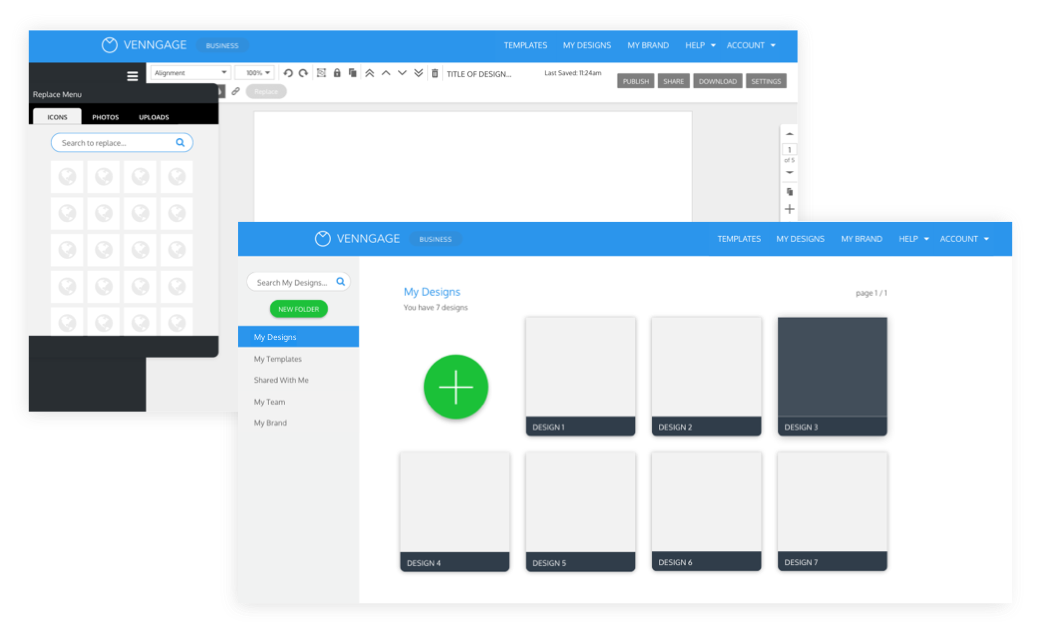 VENNGAGE BUSINESS TEMPLATES MY DESIGNS MY BRAND HELP ACCOUNT
Alignment 100% TITLE OF DESIGN... Last Saved: 11:24am PUBLISH SHARE DOWNLOAD SETTINGS
Replace
Replace Menu
ICONS PHOTOS UPLOADS
Search to replace...
1
of 5
VENNGAGE BUSINESS TEMPLATES MY DESIGNS MY BRAND HELP ACCOUNT
Search My Designs...
NEW FOLDER
My Designs
My Templates
Shared With Me
My Team
My Brand
My Designs page 1 / 1
You have 7 designs
DESIGN 1 DESIGN 2 DESIGN 3
DESIGN 4 DESIGN 5 DESIGN 6 DESIGN 7